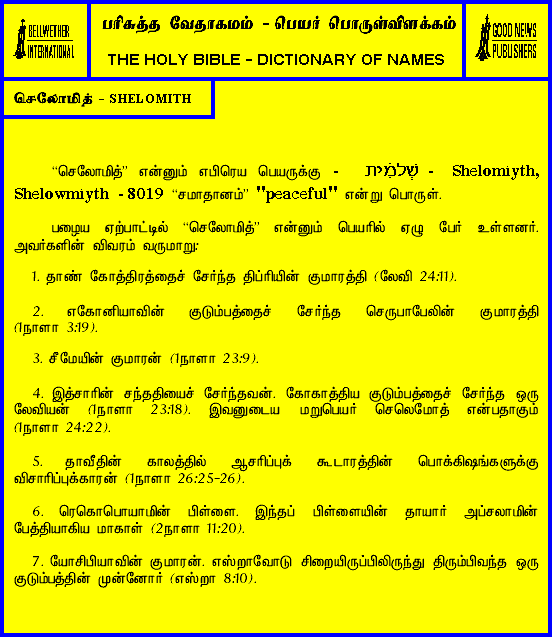 BELLWETHER
INTERNATIONAL
பரிசுத்த வேதாகமம் - பெயர் பொருள்விளக்கம்
THE HOLY BIBLE - DICTIONARY OF NAMES
GOOD NEWS
PUBLISHERS
செலோமித் - SHELOMITH
“செலோமித்” என்னும் எபிரெய பெயருக்கு - שְׁלֹמִית - Shelomiyth,
Shelowmiyth - 8019 “சமாதானம்” "peaceful" என்று பொருள்.
பழைய ஏற்பாட்டில் “செலோமித்” என்னும் பெயரில் ஏழு பேர் உள்ளனர்.
அவர்களின் விவரம் வருமாறு:
1. தாண் கோத்திரத்தைச் சேர்ந்த திப்ரியின் குமாரத்தி (லேவி 24:11).
2. எகோனியாவின் குடும்பத்தைச் சேர்ந்த செருபாபேலின் குமாரத்தி
(1நாளா 3:19).
3. சீமேயின் குமாரன் (1நாளா 23:9).
4. இத்சாரின் சந்ததியைச் சேர்ந்தவன். கோகாத்திய குடும்பத்தைச் சேர்ந்த ஒரு
லேவியன் (1நாளா 23:18). இவனுடைய மறுபெயர் செலெமோத் என்பதாகும்
(1நாளா 24:22).
5. தாவீதின் காலத்தில் ஆசரிப்புக் கூடாரத்தின் பொக்கிஷங்களுக்கு
விசாரிப்புக்காரன் (1நாளா 26:25-26).
6. ரெகொபொயாமின் பிள்ளை. இந்தப் பிள்ளையின் தாயார் அப்சலாமின்
பேத்தியாகிய மாகாள் (2நாளா 11:20).
7. யோசிபியாவின் குமாரன். எஸ்றாவோடு சிறையிருப்பிலிருந்து திரும்பிவந்த ஒரு
குடும்பத்தின் முன்னோர் (எஸ்றா 8:10).